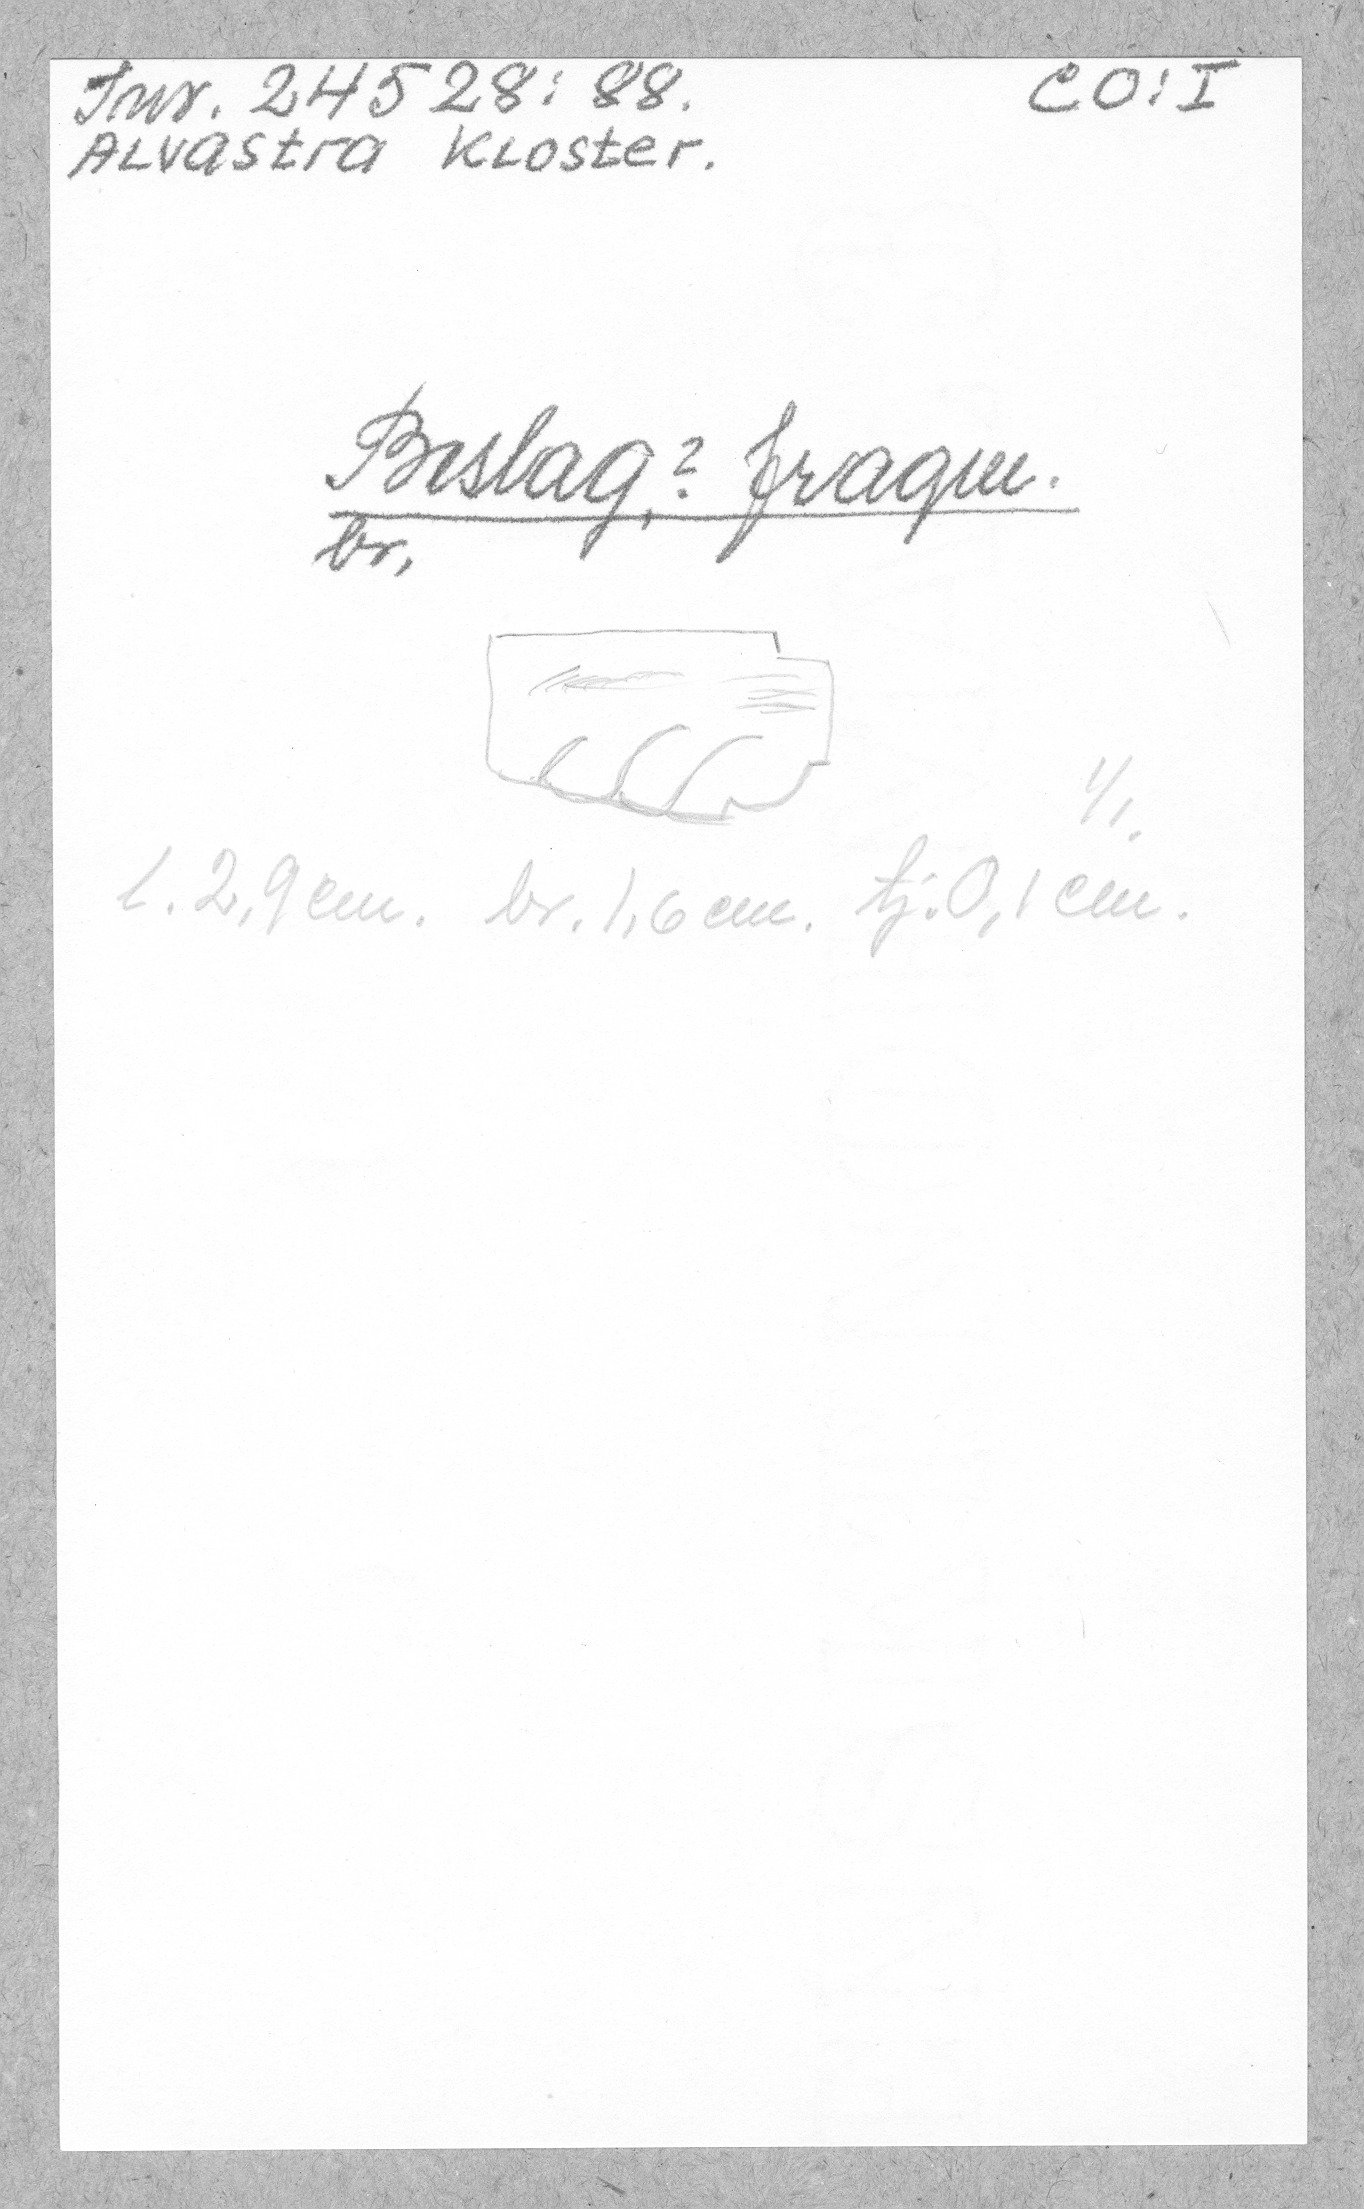 Inv. 24528: 88. CO:I
Alvastra Kloster.
Beslag,? fragm.
br.
1/1.
l. 2,9 cm. br. 1,6 cm. tj. 0,1 cm.